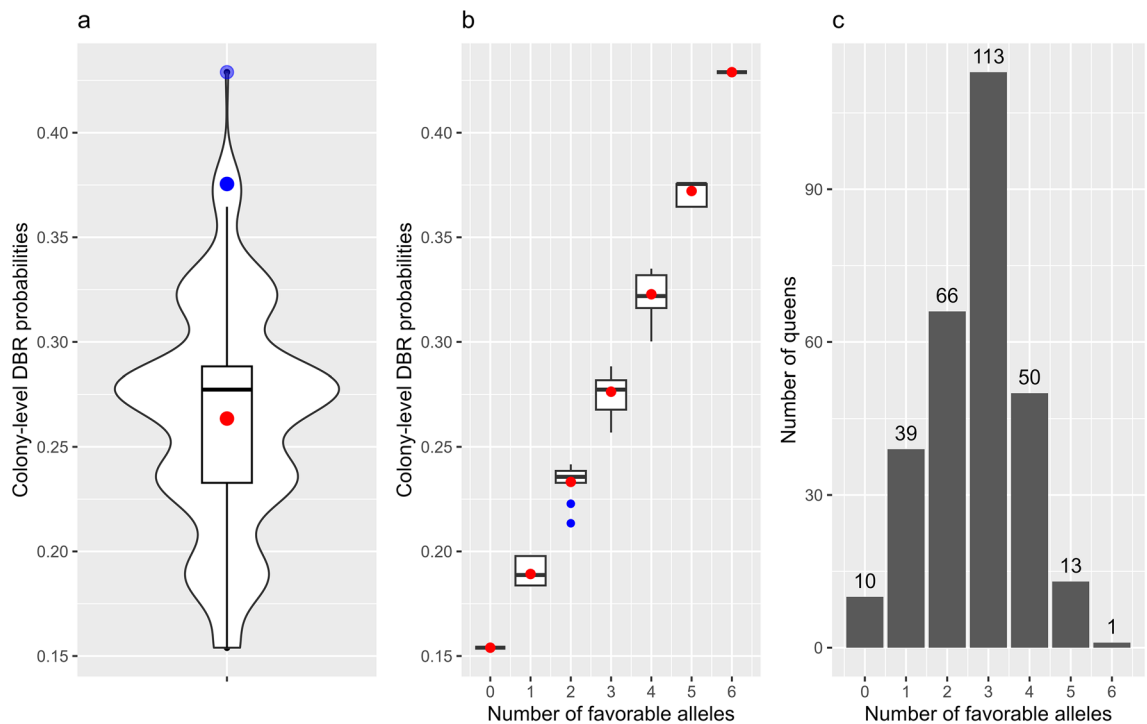 a
Colony-level DBR probabilities
0.40
0.35
0.30
0.25
0.20
0.15
b
Colony-level DBR probabilities
0.40
0.35
0.30
0.25
0.20
0.15
0 1 2 3 4 5 6
Number of favorable alleles
c
Number of queens
90
60
30
0
10 39 66 113 50 13 1
0 1 2 3 4 5 6
Number of favorable alleles